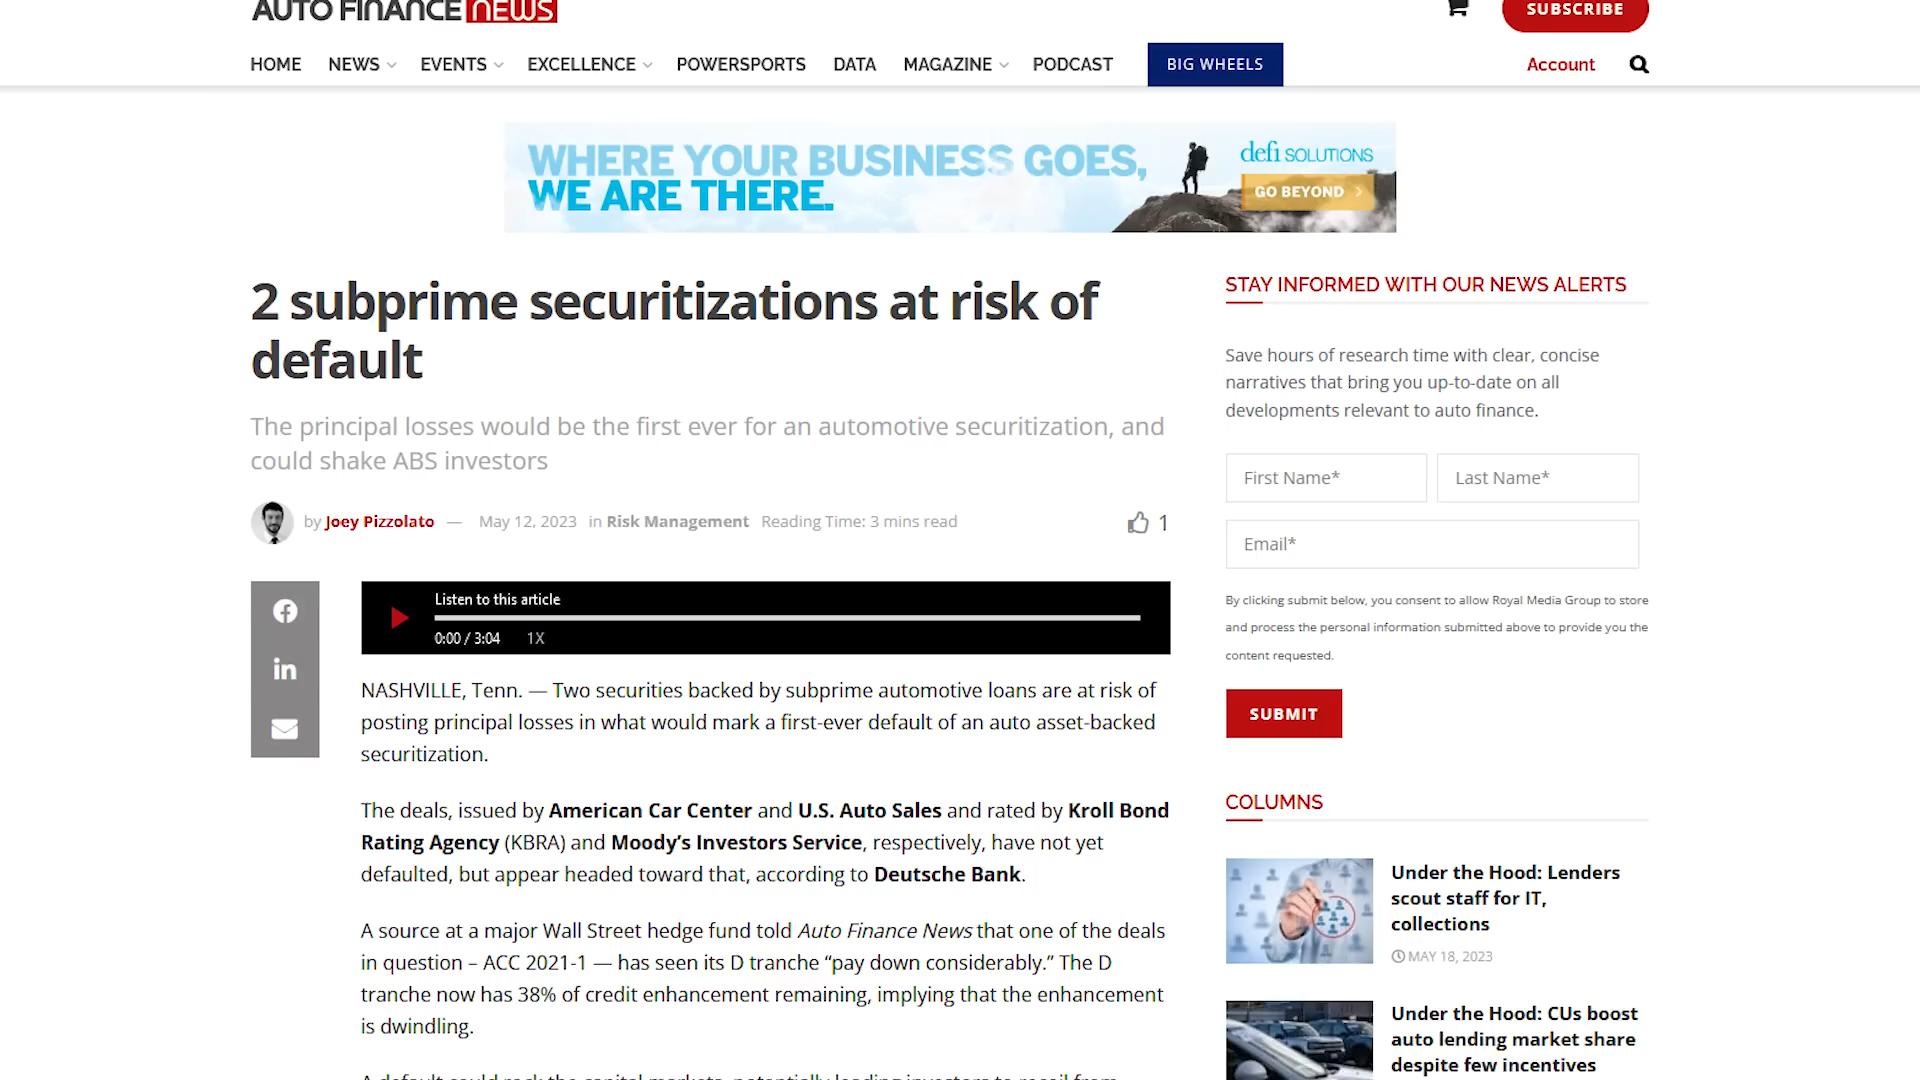 AUTO FINANCE NEWS
SUBSCRIBE
HOME NEWS EVENTS EXCELLENCE POWERSPORTS DATA MAGAZINE PODCAST BIG WHEELS Account
WHERE YOUR BUSINESS GOES,
WE ARE THERE.
defi SOLUTIONS
GO BEYOND
2 subprime securitizations at risk of
default
The principal losses would be the first ever for an automotive securitization, and
could shake ABS investors
by Joey Pizzolato — May 12, 2023 in Risk Management Reading Time: 3 mins read
1
Listen to this article
0:00 / 3:04 1X
NASHVILLE, Tenn. — Two securities backed by subprime automotive loans are at risk of
posting principal losses in what would mark a first-ever default of an auto asset-backed
securitization.
The deals, issued by American Car Center and U.S. Auto Sales and rated by Kroll Bond
Rating Agency (KBRA) and Moody’s Investors Service, respectively, have not yet
defaulted, but appear headed toward that, according to Deutsche Bank.
A source at a major Wall Street hedge fund told Auto Finance News that one of the deals
in question – ACC 2021-1 — has seen its D tranche “pay down considerably.” The D
tranche now has 38% of credit enhancement remaining, implying that the enhancement
is dwindling.
STAY INFORMED WITH OUR NEWS ALERTS
Save hours of research time with clear, concise
narratives that bring you up-to-date on all
developments relevant to auto finance.
First Name* Last Name*
Email*
By clicking submit below, you consent to allow Royal Media Group to store
and process the personal information submitted above to provide you the
content requested.
SUBMIT
COLUMNS
Under the Hood: Lenders
scout staff for IT,
collections
MAY 18, 2023
Under the Hood: CUs boost
auto lending market share
despite few incentives